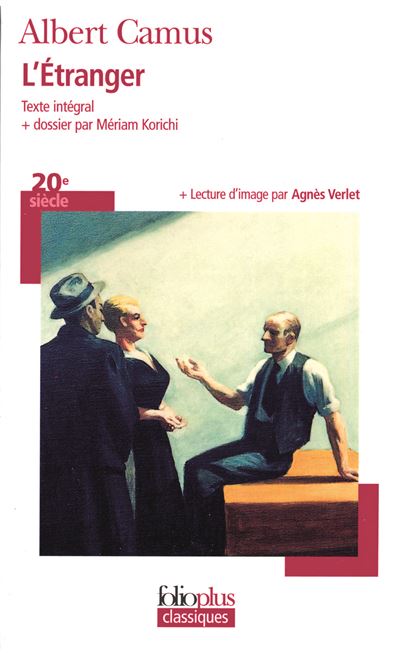 Albert Camus
L'Étranger
Texte intégral
+ dossier par Mériam Korichi
20e
siècle
+ Lecture d'image par Agnès Verlet
folioplus
classiques